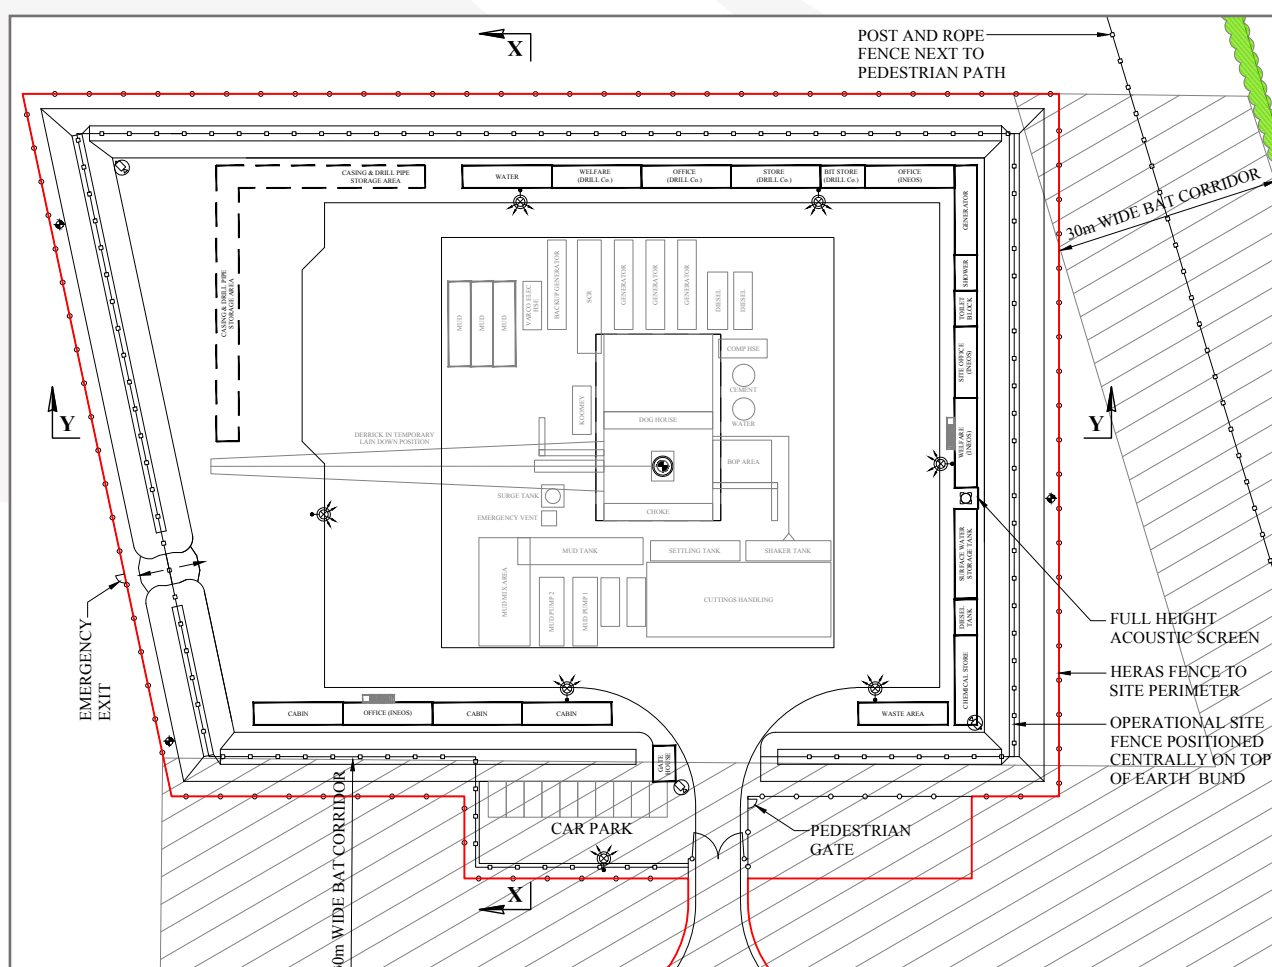 X
POST AND ROPE
FENCE NEXT TO
PEDESTRIAN PATH
CASING & DRILL PIPE
STORAGE AREA
WATER
WELFARE
(DRILL Co.)
OFFICE
(DRILL Co.)
STORE
(DRILL Co.)
BIT STORE
(DRILL Co.)
OFFICE
(INEOS)
30m WIDE BAT CORRIDOR
GENERATOR
SHOWER
TOILET
BLOCK
SITE OFFICE
(INEOS)
WELFARE
(INEOS)
SURFACE WATER
STORAGE TANK
DIESEL
TANK
CHEMICAL STORE
CASING & DRILL PIPE
STORAGE AREA
MUD
MUD
MUD
VARCO ELEC
HSE
BACKUP GENERATOR
SCR
GENERATOR
GENERATOR
GENERATOR
DIESEL
DIESEL
COMP HSE
CEMENT
WATER
KOOMEY
DOG HOUSE
Y
Y
DERRICK IN TEMPORARY
LAIN DOWN POSITION
BOP AREA
SURGE TANK
EMERGENCY VENT
CHOKE
MUD TANK
SETTLING TANK
SHAKER TANK
MUD MIX AREA
MUD PUMP 2
MUD PUMP 1
CUTTINGS HANDLING
EMERGENCY
EXIT
FULL HEIGHT
ACOUSTIC SCREEN
HERAS FENCE TO
SITE PERIMETER
OPERATIONAL SITE
FENCE POSITIONED
CENTRALLY ON TOP
OF EARTH BUND
CABIN
OFFICE (INEOS)
CABIN
CABIN
WASTE AREA
GATE
HOUSE
CAR PARK
PEDESTRIAN
GATE
30m WIDE BAT CORRIDOR
X